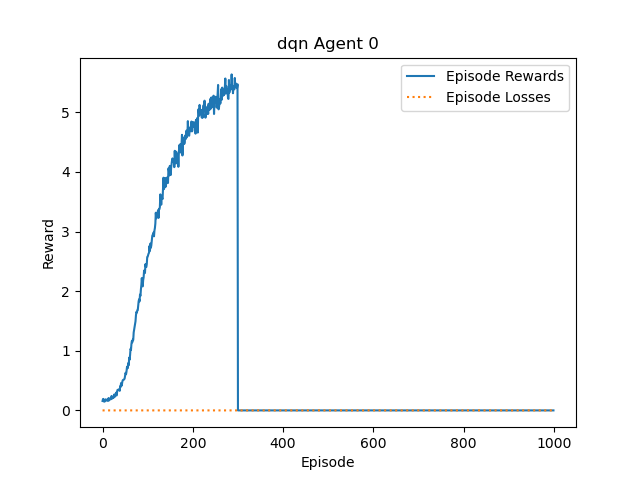 dqn Agent 0
Episode Rewards
Episode Losses
Reward
5
4
3
2
1
0
0 200 400 600 800 1000
Episode